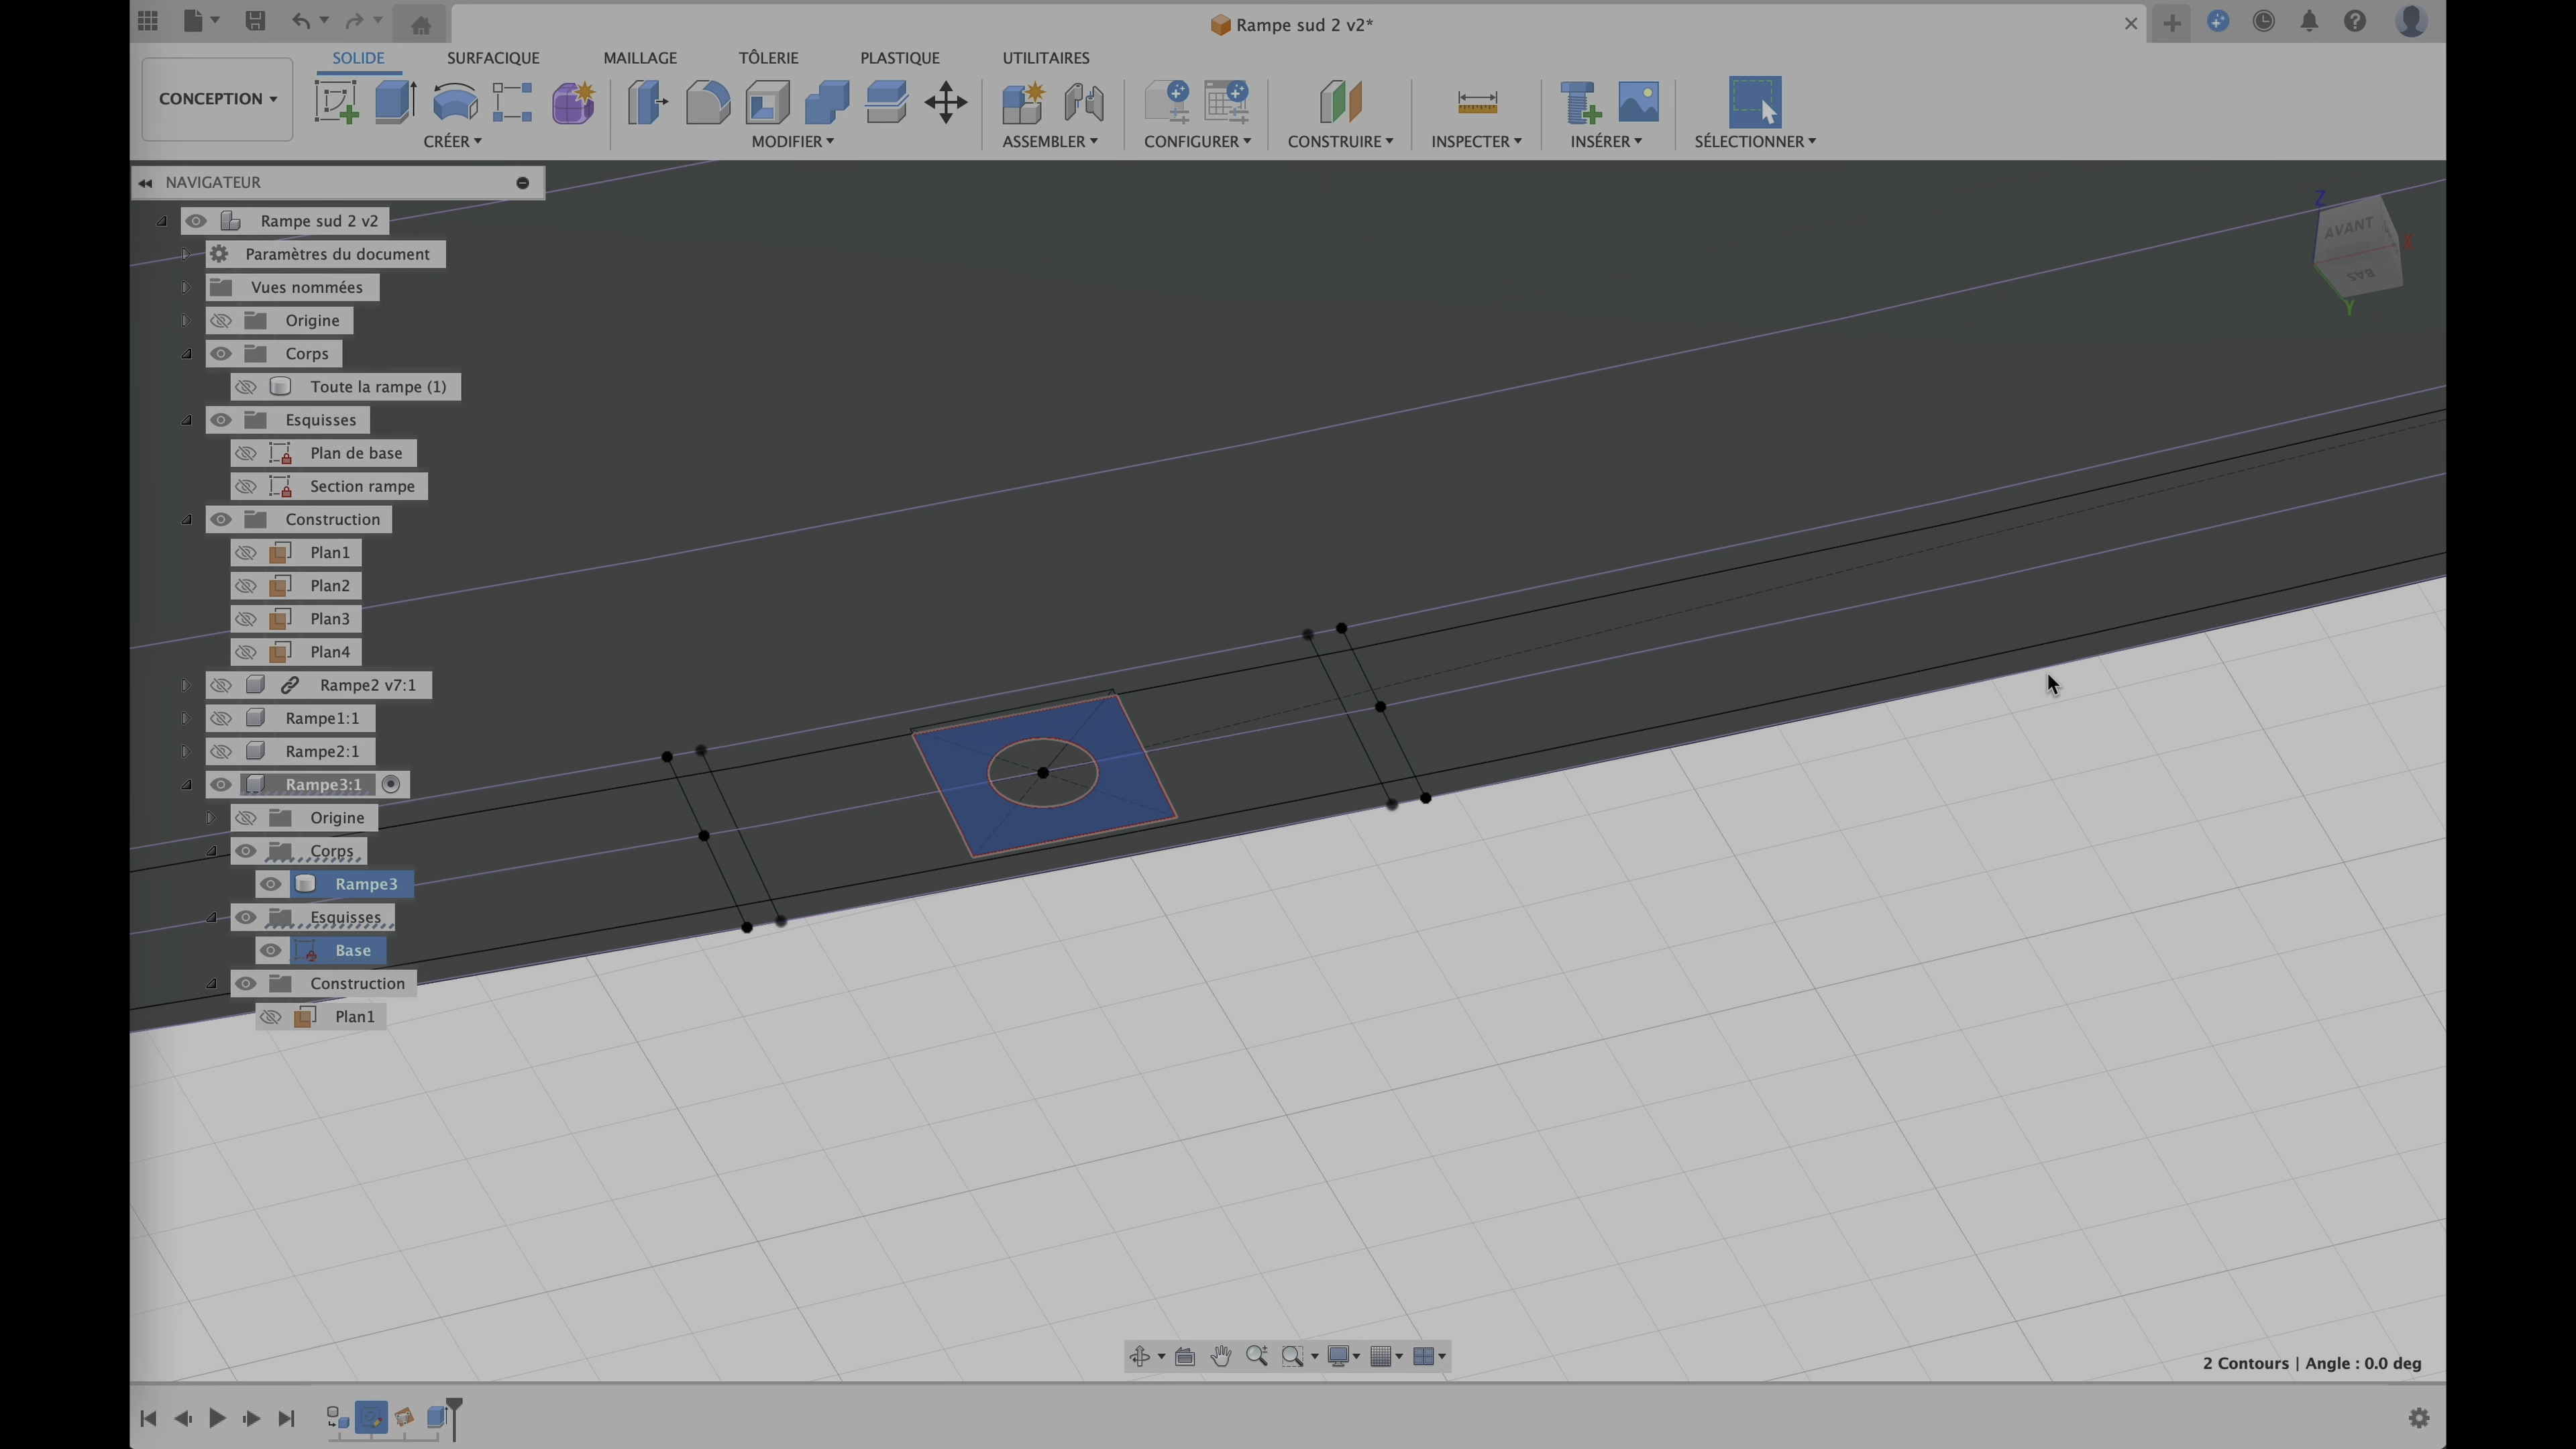 Rampe sud 2 v2*
SOLIDE SURFACIQUE MAILLAGE TÔLERIE PLASTIQUE UTILITAIRES
CONCEPTION
CRÉER MODIFIER ASSEMBLER CONFIGURER CONSTRUIRE INSPECTER INSÉRER SÉLECTIONNER
NAVIGATEUR
Rampe sud 2 v2
Paramètres du document
Vues nommées
Origine
Corps
Toute la rampe (1)
Esquisses
Plan de base
Section rampe
Construction
Plan1
Plan2
Plan3
Plan4
Rampe2 v7:1
Rampe1:1
Rampe2:1
Rampe3:1
Origine
Corps
Rampe3
Esquisses
Base
Construction
Plan1
Z
AVANT
X
BAS
Y
2 Contours | Angle : 0.0 deg